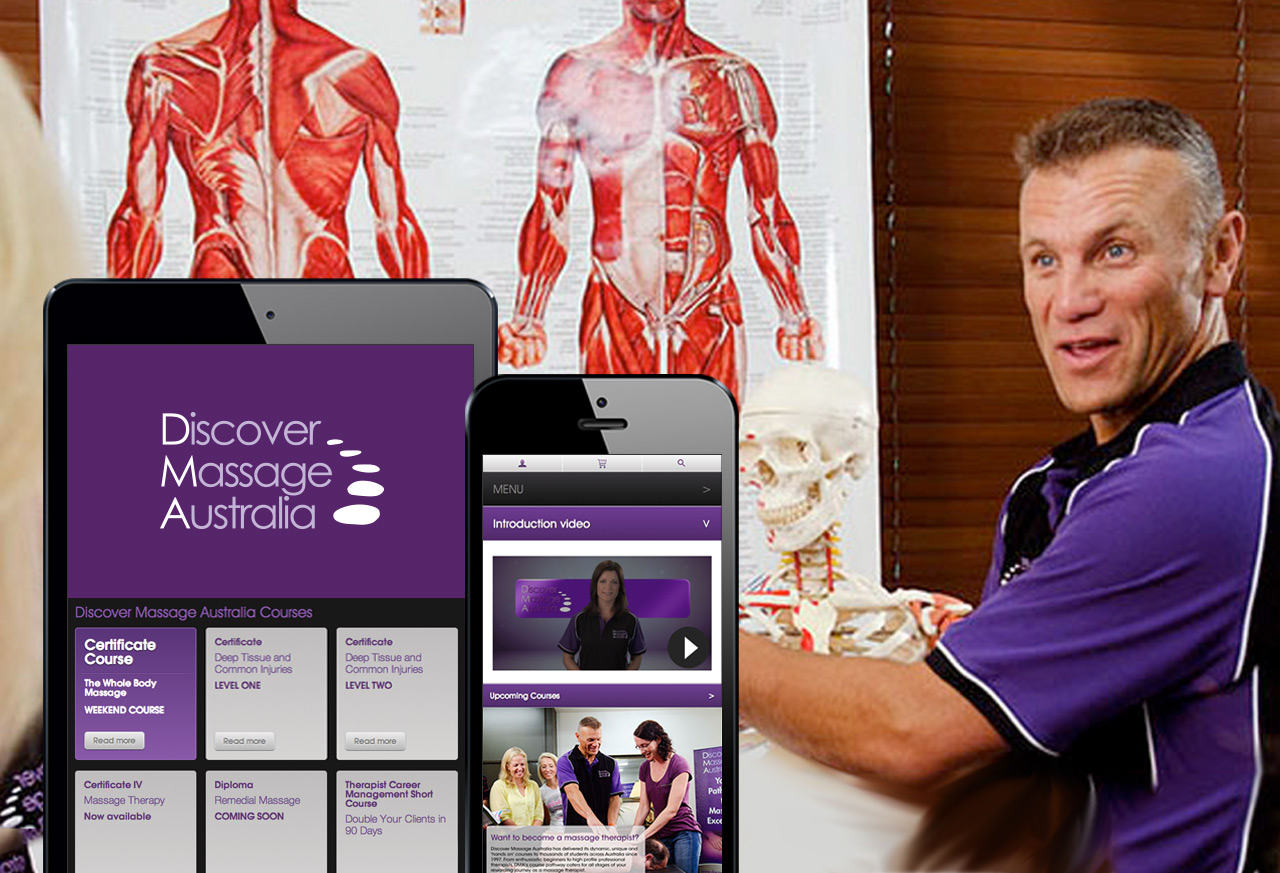 Discover
Massage
Australia
Discover Massage Australia Courses
Certificate
Course
The Whole Body
Massage
WEEKEND COURSE
Read more
Certificate
Deep Tissue and
Common Injuries
LEVEL ONE
Read more
Certificate
Deep Tissue and
Common Injuries
LEVEL TWO
Read more
Certificate IV
Massage Therapy
Now available
Diploma
Remedial Massage
COMING SOON
Therapist Career
Management Short
Course
Double Your Clients in
90 Days
MENU >
Introduction video V
Discover
Massage
Australia
Upcoming Courses >
Want to become a massage therapist?
Discover Massage Australia has delivered its dynamic, unique and
'hands on' courses to thousands of students across Australia since
1997. From enthusiastic beginners to high profile professional
therapists, DMA's course pathway caters for all stages of your
rewarding journey as a massage therapist.